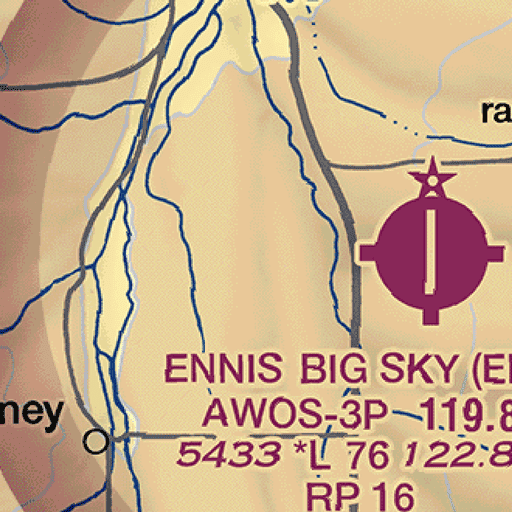 ra
ENNIS BIG SKY (E
AWOS-3P 119.8
ney
5433 *L 76 122.8
RP 16